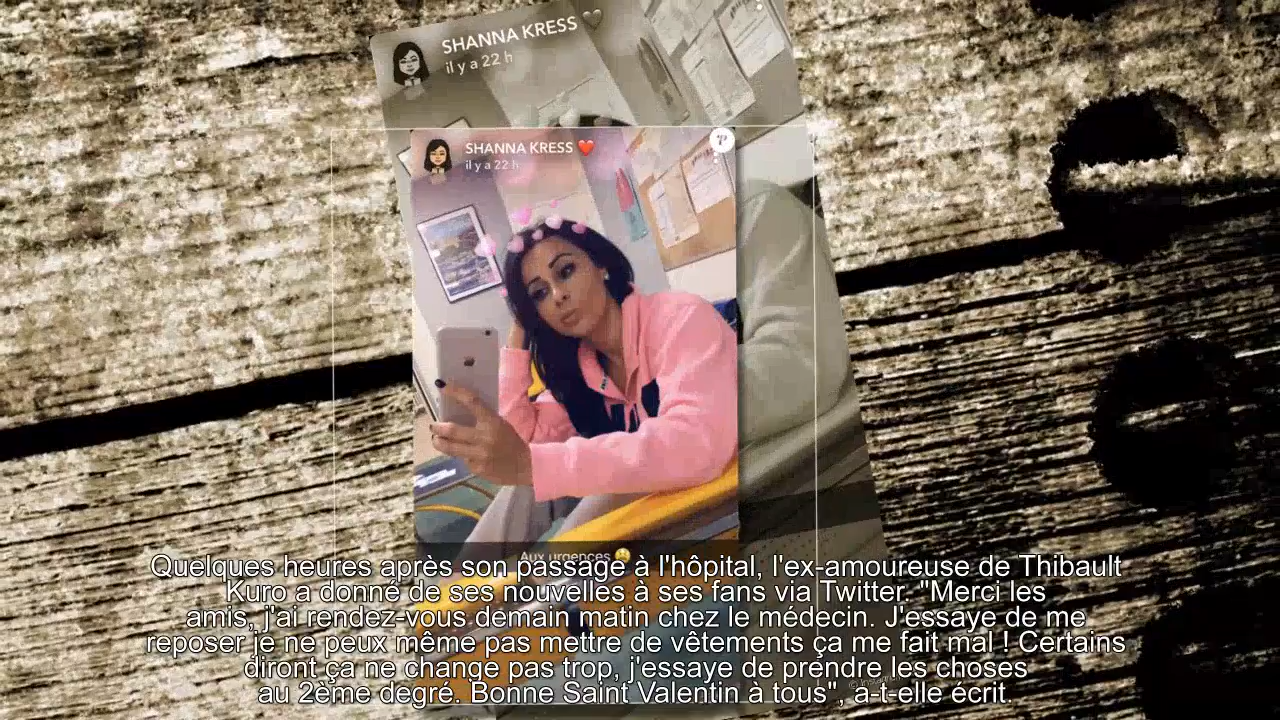 SHANNA KRESS
il y a 22 h
SHANNA KRESS
il y a 22 h
Aux urgences
Quelques heures après son passage à l'hôpital, l'ex-amoureuse de Thibault
Kuro a donné de ses nouvelles à ses fans via Twitter. "Merci les
amis, j'ai rendez-vous demain matin chez le médecin. J'essaye de me
reposer je ne peux même pas mettre de vêtements ça me fait mal ! Certains
diront ça ne change pas trop, j'essaye de prendre les choses
au 2ème degré. Bonne Saint Valentin à tous", a-t-elle écrit.